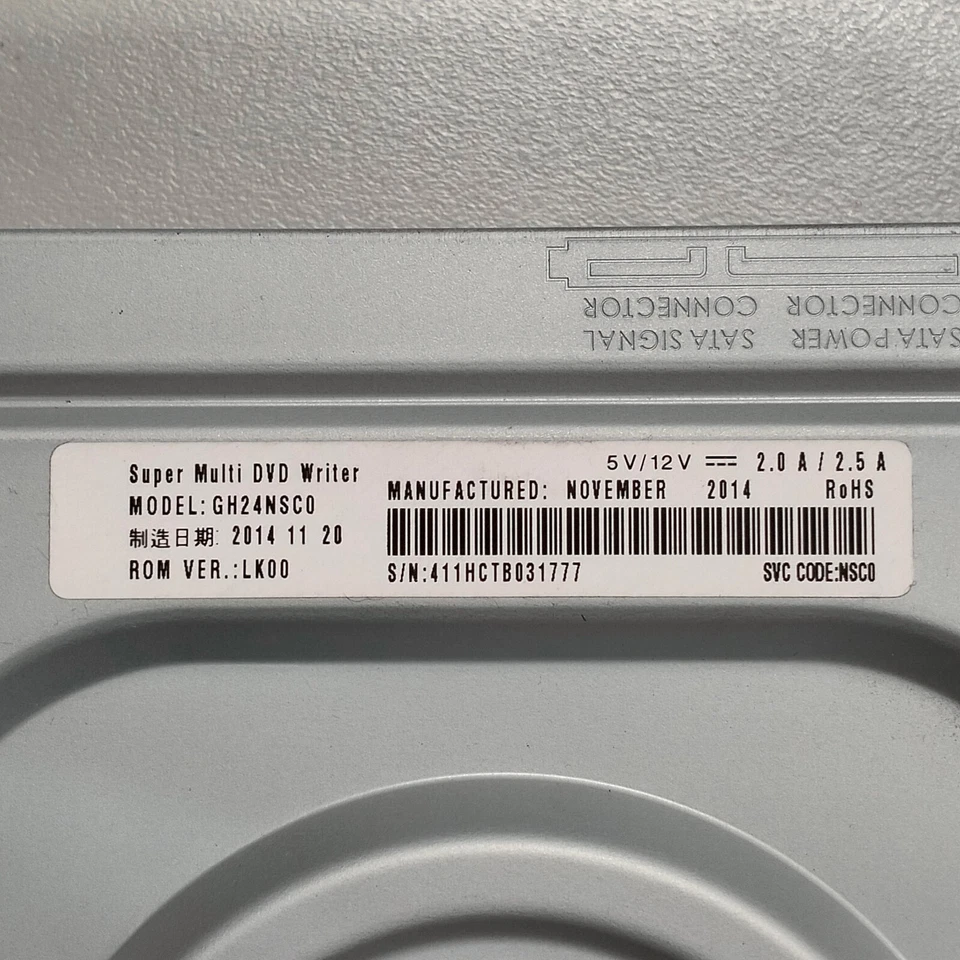 SATA SIGNAL CONNECTOR
SATA POWER CONNECTOR
Super Multi DVD Writer
MODEL:GH24NSC0
制造日期: 2014 11 20
ROM VER.:LK00
5V/12V ⎓ 2.0 A / 2.5 A
MANUFACTURED: NOVEMBER 2014 RoHS
S/N:411HCTB031777
SVC CODE:NSC0